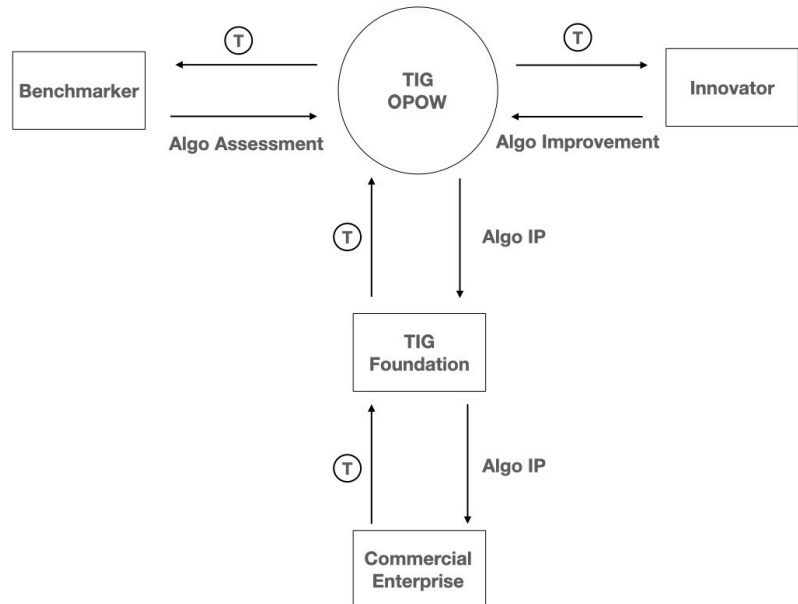 T
T
Benchmarker
TIG
OPOW
Innovator
Algo Assessment
Algo Improvement
T
Algo IP
TIG
Foundation
T
Algo IP
Commercial
Enterprise